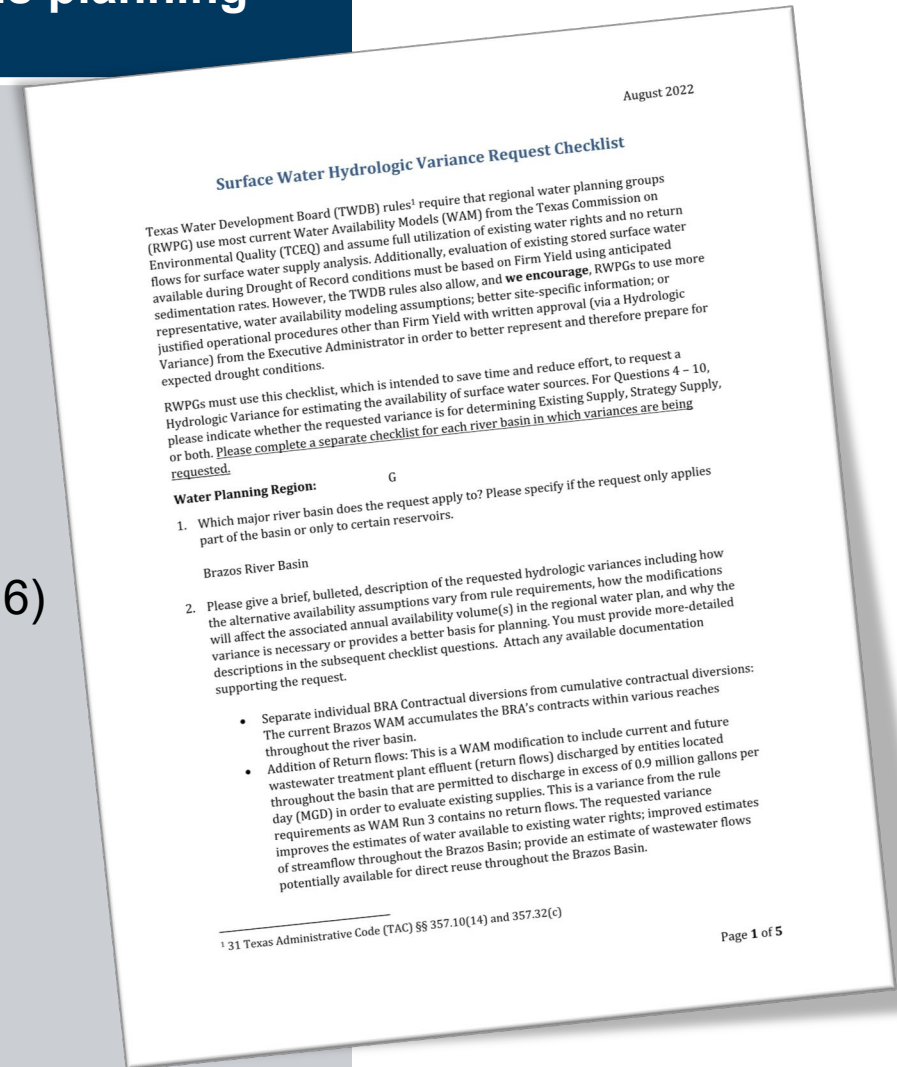 planning
August 2022
Surface Water Hydrologic Variance Request Checklist
Texas Water Development Board (TWDB) rules¹ require that regional water planning groups
(RWPG) use most current Water Availability Models (WAM) from the Texas Commission on
Environmental Quality (TCEQ) and assume full utilization of existing water rights and no return
flows for surface water supply analysis. Additionally, evaluation of existing stored surface water
available during Drought of Record conditions must be based on Firm Yield using anticipated
sedimentation rates. However, the TWDB rules also allow, and we encourage, RWPGs to use more
representative, water availability modeling assumptions; better site-specific information; or
justified operational procedures other than Firm Yield with written approval (via a Hydrologic
Variance) from the Executive Administrator in order to better represent and therefore prepare for
expected drought conditions.
RWPGs must use this checklist, which is intended to save time and reduce effort, to request a
Hydrologic Variance for estimating the availability of surface water sources. For Questions 4 – 10,
please indicate whether the requested variance is for determining Existing Supply, Strategy Supply,
or both. Please complete a separate checklist for each river basin in which variances are being
requested.
Water Planning Region: G
1. Which major river basin does the request apply to? Please specify if the request only applies
part of the basin or only to certain reservoirs.
Brazos River Basin
6)
2. Please give a brief, bulleted, description of the requested hydrologic variances including how
the alternative availability assumptions vary from rule requirements, how the modifications
will affect the associated annual availability volume(s) in the regional water plan, and why the
variance is necessary or provides a better basis for planning. You must provide more-detailed
descriptions in the subsequent checklist questions. Attach any available documentation
supporting the request.
• Separate individual BRA Contractual diversions from cumulative contractual diversions:
The current Brazos WAM accumulates the BRA's contracts within various reaches
throughout the river basin.
• Addition of Return flows: This is a WAM modification to include current and future
wastewater treatment plant effluent (return flows) discharged by entities located
throughout the basin that are permitted to discharge in excess of 0.9 million gallons per
day (MGD) in order to evaluate existing supplies. This is a variance from the rule
requirements as WAM Run 3 contains no return flows. The requested variance
improves the estimates of water available to existing water rights; improved estimates
of streamflow throughout the Brazos Basin; provide an estimate of wastewater flows
potentially available for direct reuse throughout the Brazos Basin.
¹ 31 Texas Administrative Code (TAC) §§ 357.10(14) and 357.32(c)
Page 1 of 5